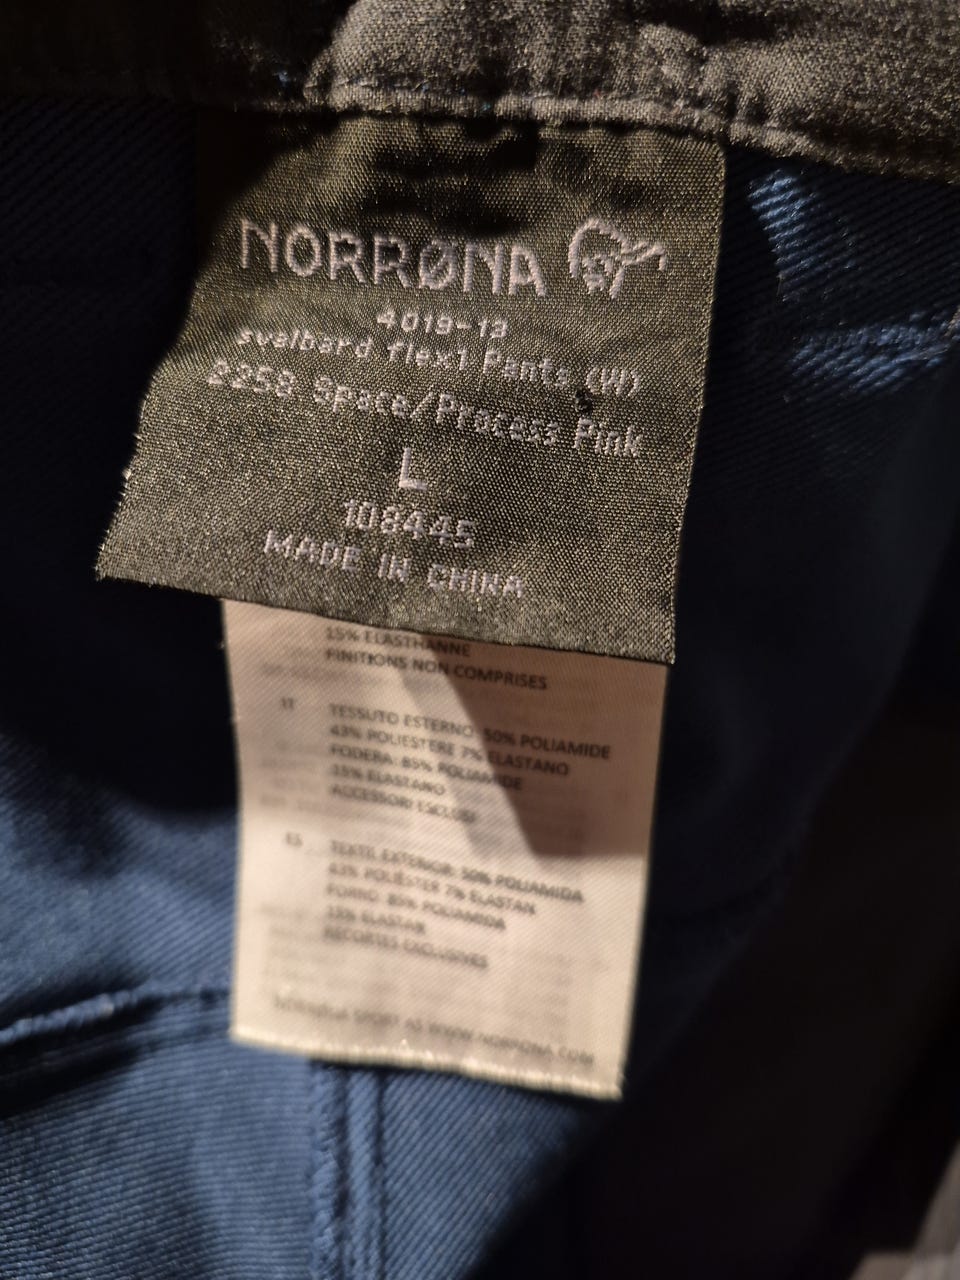 NORRØNA
4019-13
svalbard flex1 Pants (W)
2258 Space/Process Pink
L
108445
MADE IN CHINA
15% ELASTHANNE
FINITIONS NON COMPRISES
IT TESSUTO ESTERNO: 50% POLIAMIDE
43% POLIESTERE 7% ELASTANO
FODERA: 85% POLIAMIDE
15% ELASTANO
ACCESSORI ESCLUSI
ES TEXTIL EXTERIOR: 50% POLIAMIDA
43% POLIÉSTER 7% ELASTAN
FORRO: 85% POLIAMIDA
15% ELASTAN
RECORTES EXCLUSIVES
NORRØNA SPORT AS WWW.NORRONA.COM